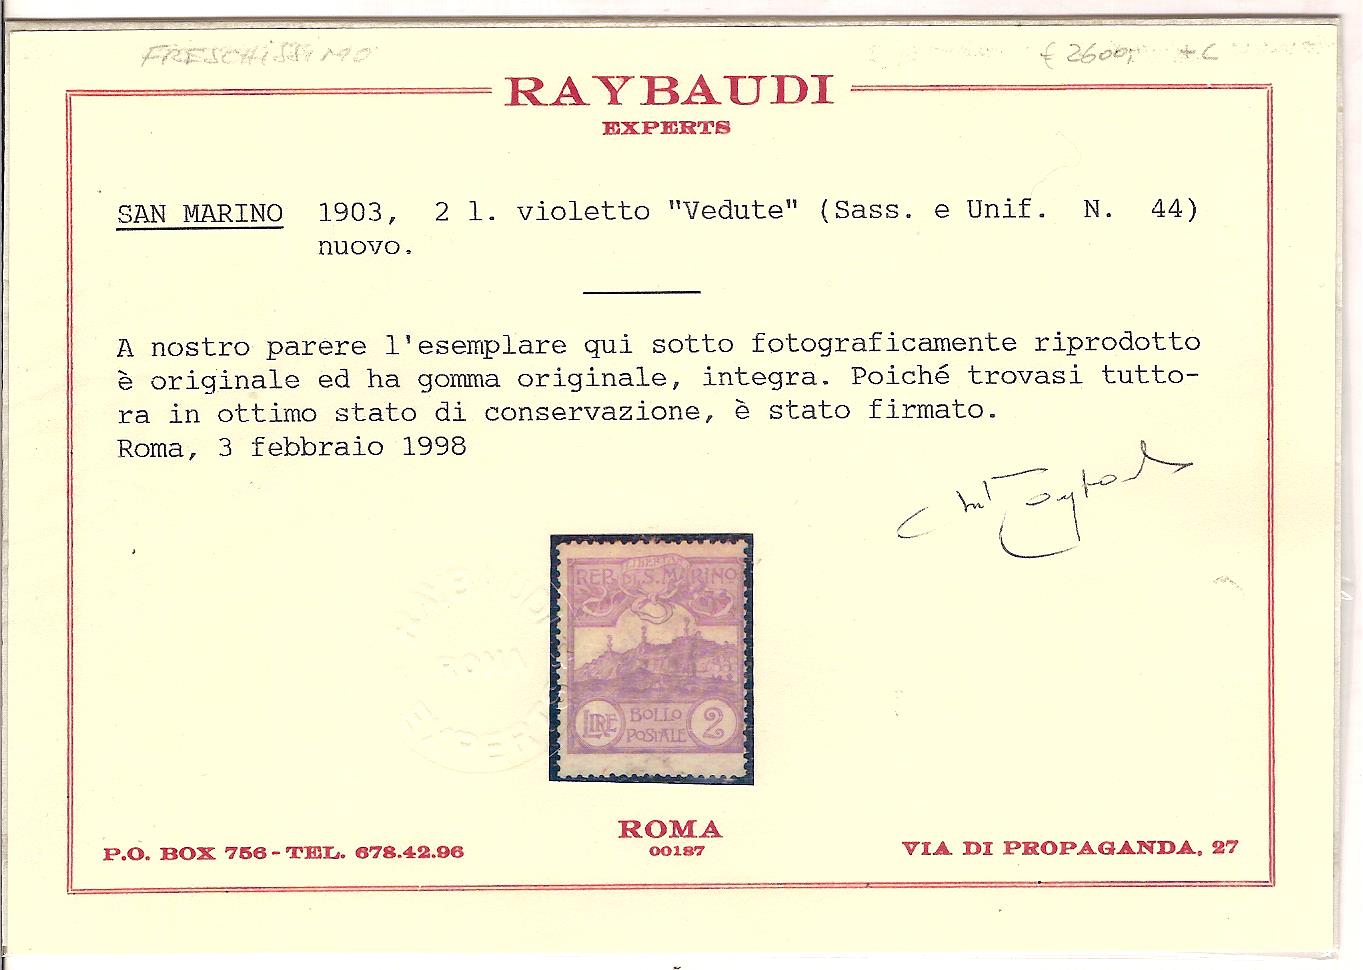 FRESCHISSIMO
€ 2600,- + C
RAYBAUDI
EXPERTS
SAN MARINO 1903, 2 l. violetto "Vedute" (Sass. e Unif. N. 44)
nuovo.
A nostro parere l'esemplare qui sotto fotograficamente riprodotto
è originale ed ha gomma originale, integra. Poiché trovasi tutto-
ra in ottimo stato di conservazione, è stato firmato.
Roma, 3 febbraio 1998
LIBERTAS
REP. DI S. MARINO
LIRE BOLLO POSTALE 2
ROMA
00187
P.O. BOX 756 - TEL. 678.42.96
VIA DI PROPAGANDA, 27